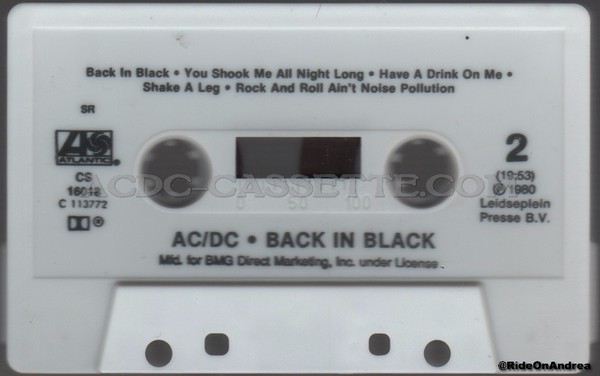 Back In Black • You Shook Me All Night Long • Have A Drink On Me •
Shake A Leg • Rock And Roll Ain't Noise Pollution
SR
ATLANTIC®
CS
16018
C 113772
2
(19:53)
℗1980
Leidseplein
Presse B.V.
ACDC-CASSETTE.COM
0 50 100
AC/DC • BACK IN BLACK
Mfd. for BMG Direct Marketing, Inc. under License
@RideOnAndrea